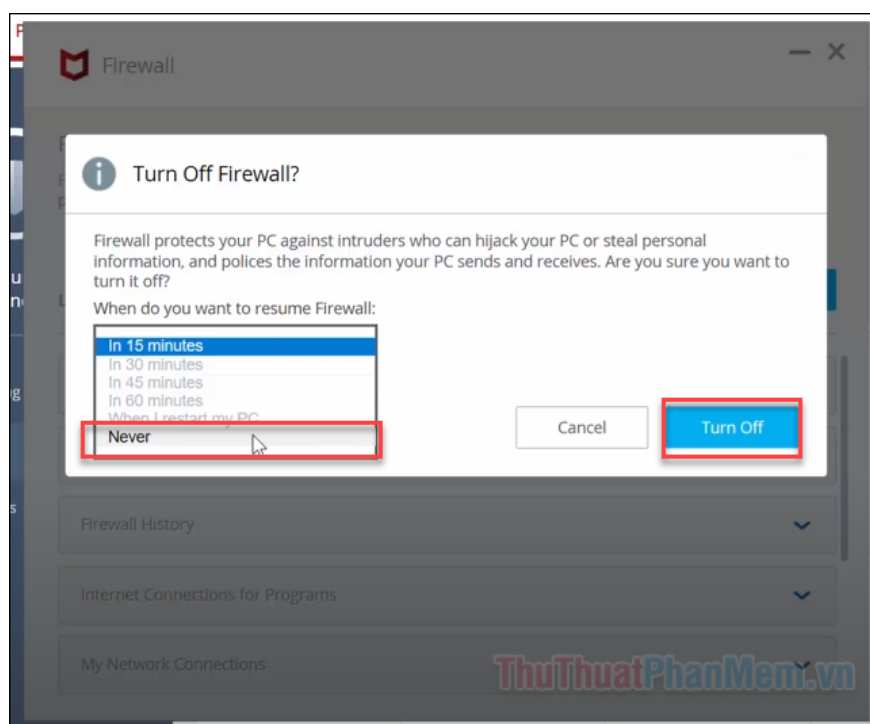 Firewall
Turn Off Firewall?
Firewall protects your PC against intruders who can hijack your PC or steal personal
information, and polices the information your PC sends and receives. Are you sure you want to
turn it off?
When do you want to resume Firewall:
In 15 minutes
In 30 minutes
In 45 minutes
In 60 minutes
When I restart my PC
Never
Cancel
Turn Off
Firewall History
Internet Connections for Programs
My Network Connections
ThuThuatPhanMem.vn